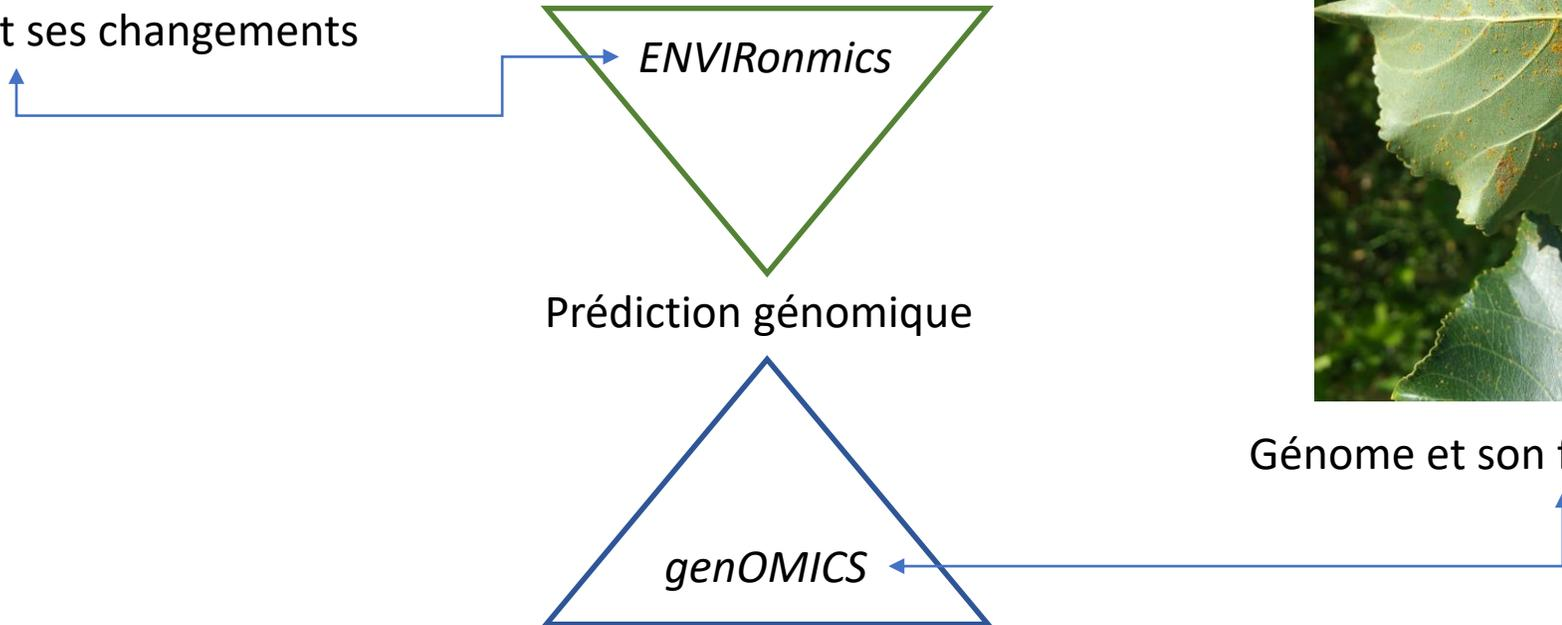 t ses changements
ENVIRonmics
Prédiction génomique
Génome et son f
genOMICS